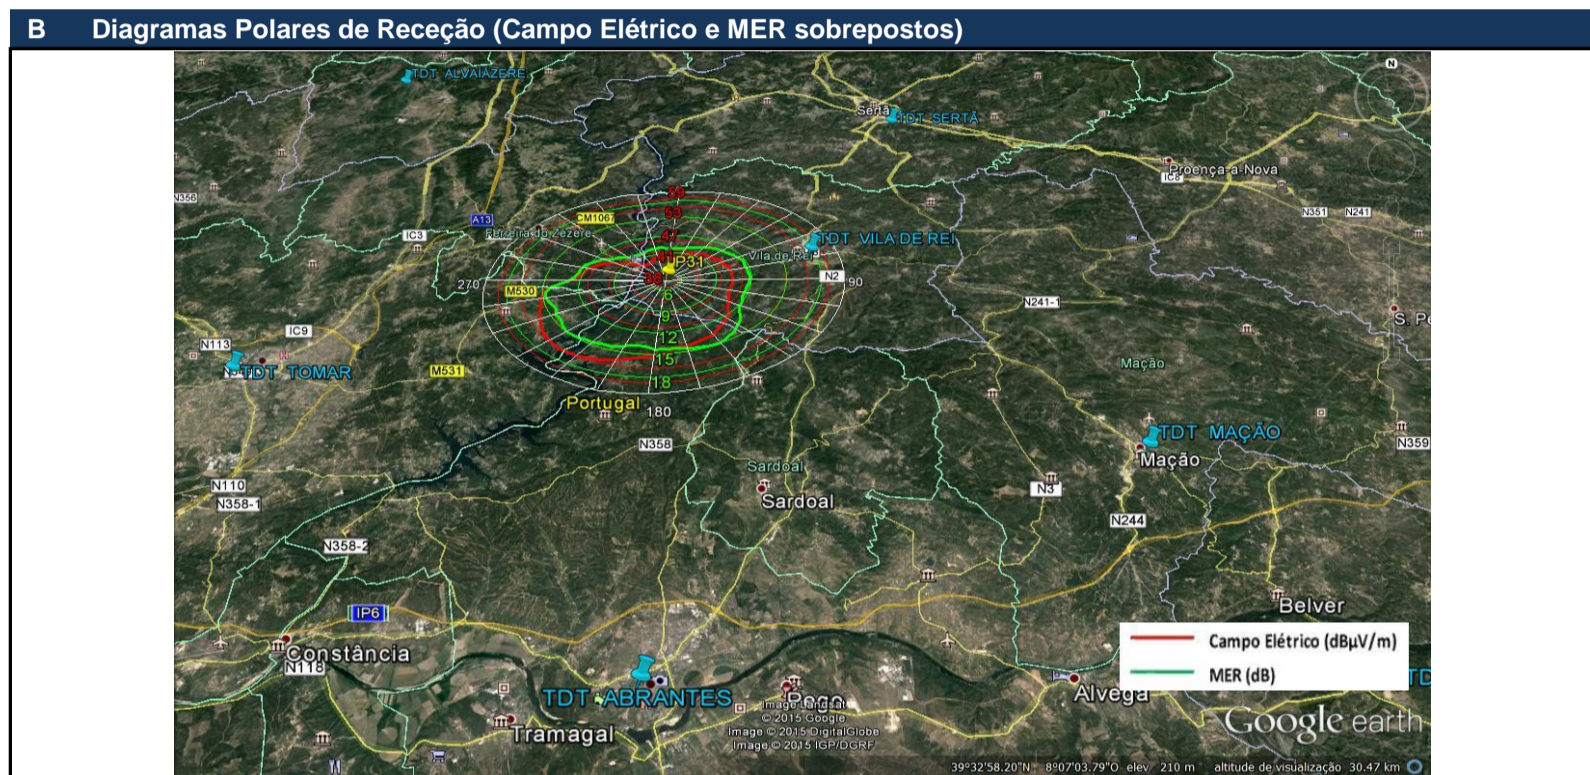 B Diagramas Polares de Receção (Campo Elétrico e MER sobrepostos)
N
TDT ALVAIÁZERE
Sertã
TDT SERTÃ
Proença-a-Nova
IC8
N356
N351
N241
59
A13
CM1067
53
Ferreira do Zêzere
IC3
47
TDT VILA DE REI
41
P31
Vila de Rei
35
N2
270
90
M530
6
N241-1
9
S. Pe
IC9
12
N113
15
Mação
TDT TOMAR
M531
18
Portugal
180
TDT MAÇÃO
N358
N359
Mação
Sardoal
N110
N3
Sardoal
N358-1
N244
N358-2
Belver
IP6
Campo Elétrico (dBµV/m)
Constância
N118
MER (dB)
TD
TDT ABRANTES
Pego
Alvega
Image Landsat
© 2015 Google
Image © 2015 DigitalGlobe
Image © 2015 IGP/DGRF
Tramagal
Google earth
39º32'58.20"N 8º07'03.79"O elev 210 m altitude de visualização 30.47 km